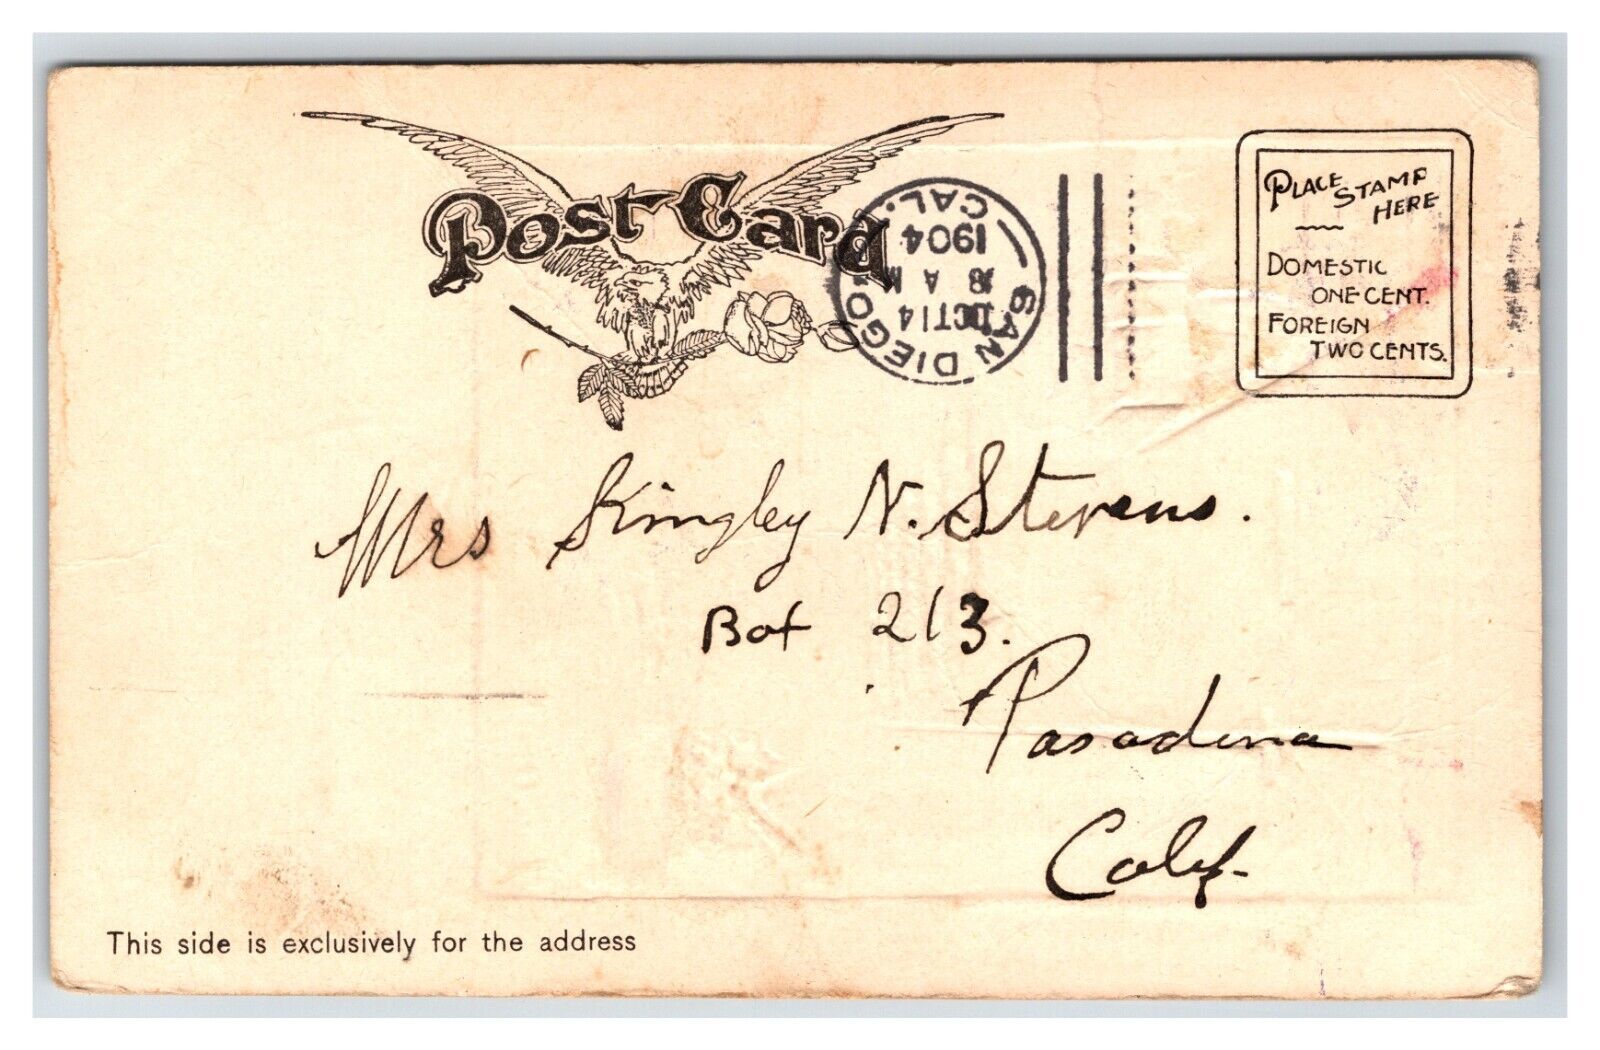 Post Card
SAN DIEGO
CAL.
OCT 14
8 A M
1904
PLACE
STAMP
HERE
DOMESTIC
ONE CENT.
FOREIGN
TWO CENTS.
Mrs Kingley N. Stevens.
Box 213.
Pasadena
Calif.
This side is exclusively for the address